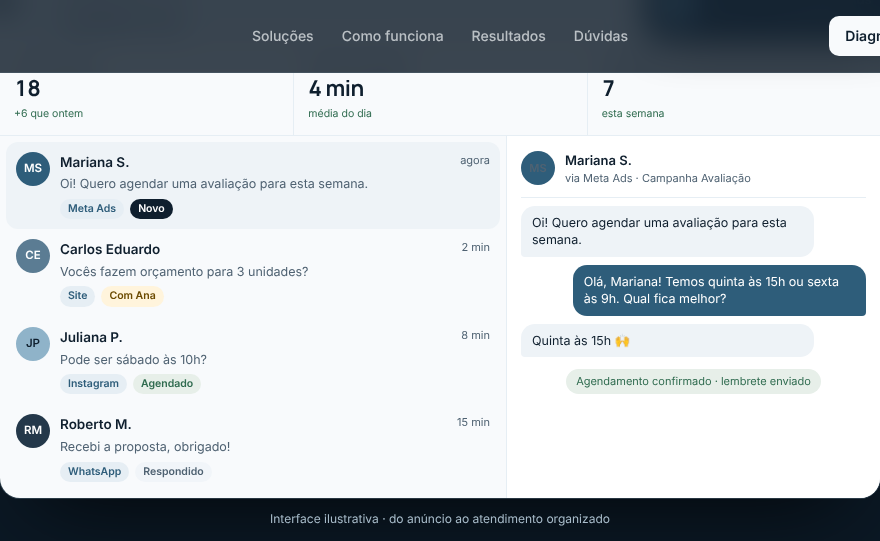 Soluções
Como funciona
Resultados
Dúvidas
Diagr
18
+6 que ontem
4 min
média do dia
7
esta semana
MS
Mariana S.
agora
Oi! Quero agendar uma avaliação para esta semana.
Meta Ads
Novo
CE
Carlos Eduardo
2 min
Vocês fazem orçamento para 3 unidades?
Site
Com Ana
JP
Juliana P.
8 min
Pode ser sábado às 10h?
Instagram
Agendado
RM
Roberto M.
15 min
Recebi a proposta, obrigado!
WhatsApp
Respondido
MS
Mariana S.
via Meta Ads · Campanha Avaliação
Oi! Quero agendar uma avaliação para esta
semana.
Olá, Mariana! Temos quinta às 15h ou sexta
às 9h. Qual fica melhor?
Quinta às 15h 🙌
Agendamento confirmado · lembrete enviado
Interface ilustrativa · do anúncio ao atendimento organizado